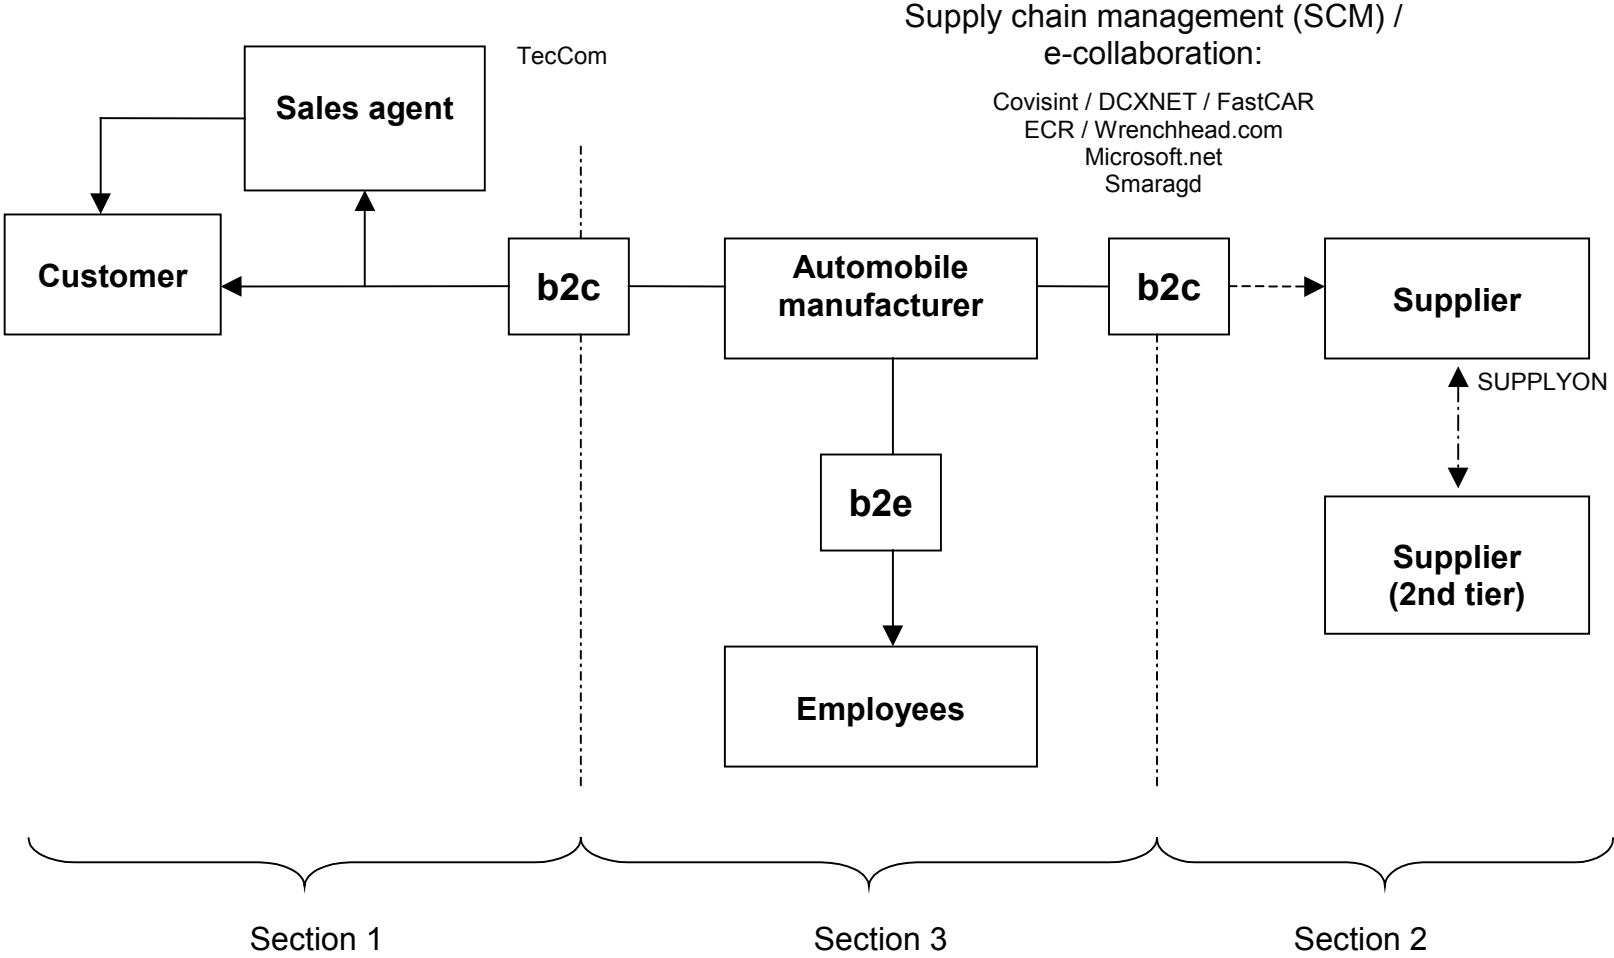 Supply chain management (SCM) /
e-collaboration:
TecCom
Covisint / DCXNET / FastCAR
ECR / Wrenchhead.com
Microsoft.net
Smaragd
Sales agent
Customer
b2c
Automobile
manufacturer
b2c
Supplier
SUPPLYON
b2e
Supplier
(2nd tier)
Employees
Section 1
Section 3
Section 2